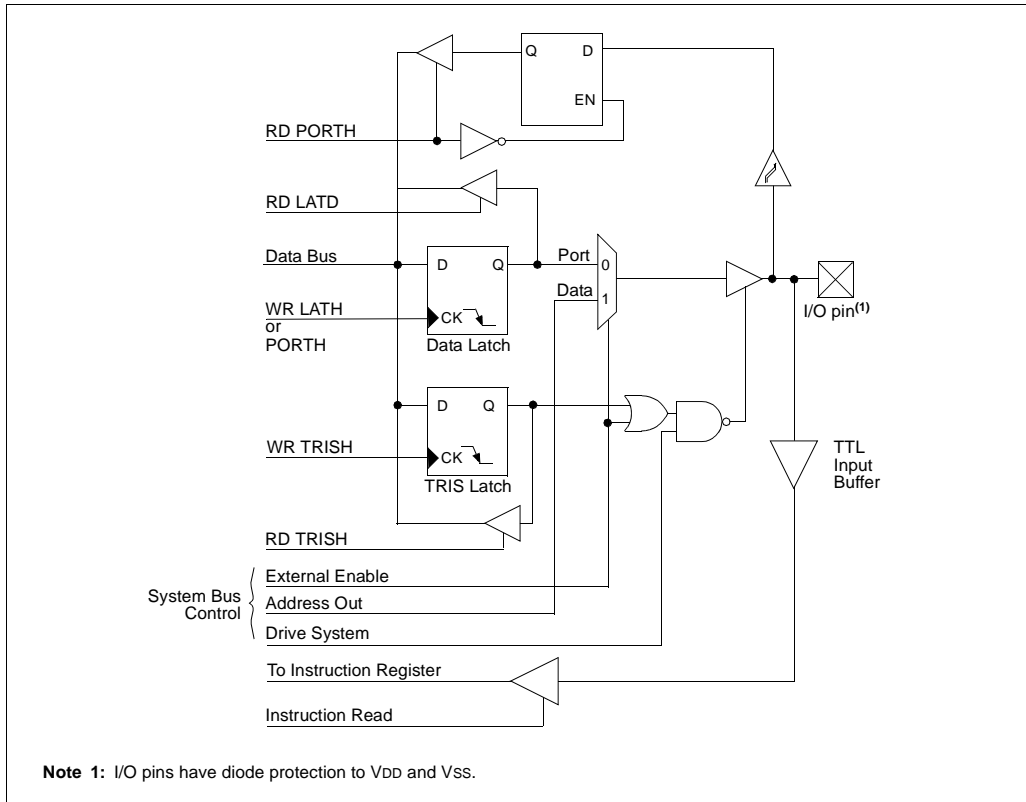 Q D
EN
RD PORTH
RD LATD
Data Bus
D Q
Port
0
Data
1
WR LATH
or
PORTH
CK
Data Latch
I/O pin(1)
D Q
WR TRISH
CK
TRIS Latch
TTL
Input
Buffer
RD TRISH
System Bus
Control
External Enable
Address Out
Drive System
To Instruction Register
Instruction Read
Note 1: I/O pins have diode protection to VDD and VSS.